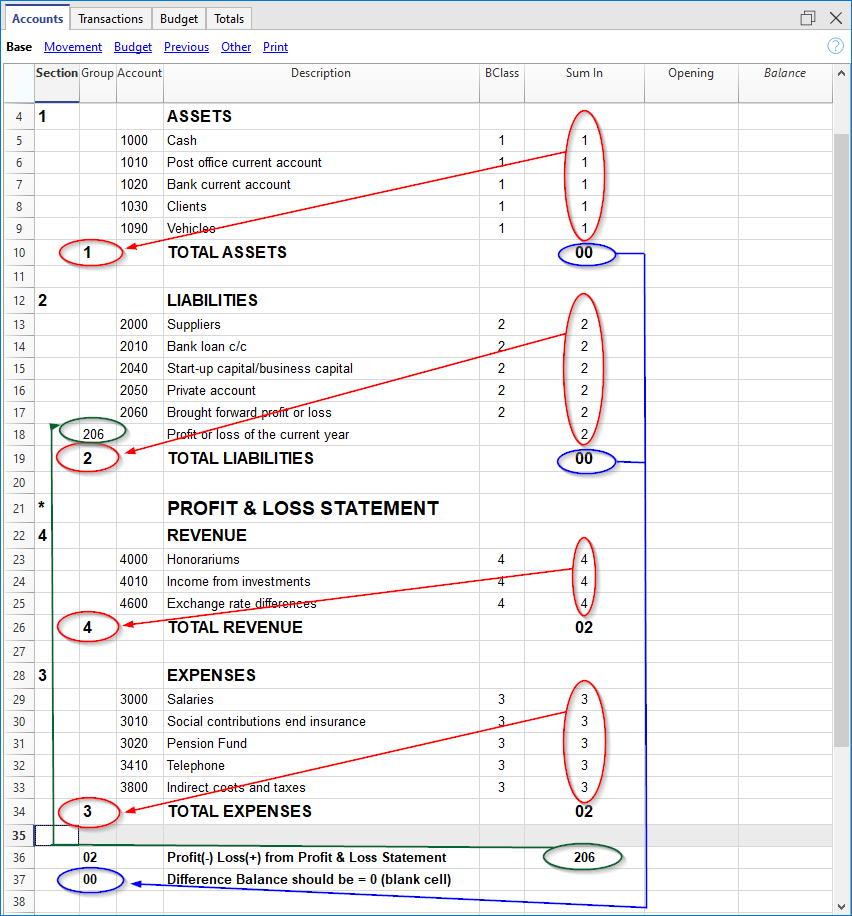 Accounts Transactions Budget Totals
Base Movement Budget Previous Other Print ?
Section Group Account Description BClass Sum In Opening Balance
4 1 ASSETS
5 1000 Cash 1 1
6 1010 Post office current account 1 1
7 1020 Bank current account 1 1
8 1030 Clients 1 1
9 1090 Vehicles 1 1
10 1 TOTAL ASSETS 00
11
12 2 LIABILITIES
13 2000 Suppliers 2 2
14 2010 Bank loan c/c 2 2
15 2040 Start-up capital/business capital 2 2
16 2050 Private account 2 2
17 2060 Brought forward profit or loss 2 2
18 206 Profit or loss of the current year 2
19 2 TOTAL LIABILITIES 00
20
21 * PROFIT & LOSS STATEMENT
22 4 REVENUE
23 4000 Honorariums 4 4
24 4010 Income from investments 4 4
25 4600 Exchange rate differences 4 4
26 4 TOTAL REVENUE 02
27
28 3 EXPENSES
29 3000 Salaries 3 3
30 3010 Social contributions end insurance 3 3
31 3020 Pension Fund 3 3
32 3410 Telephone 3 3
33 3800 Indirect costs and taxes 3 3
34 3 TOTAL EXPENSES 02
35
36 02 Profit(-) Loss(+) from Profit & Loss Statement 206
37 00 Difference Balance should be = 0 (blank cell)
38